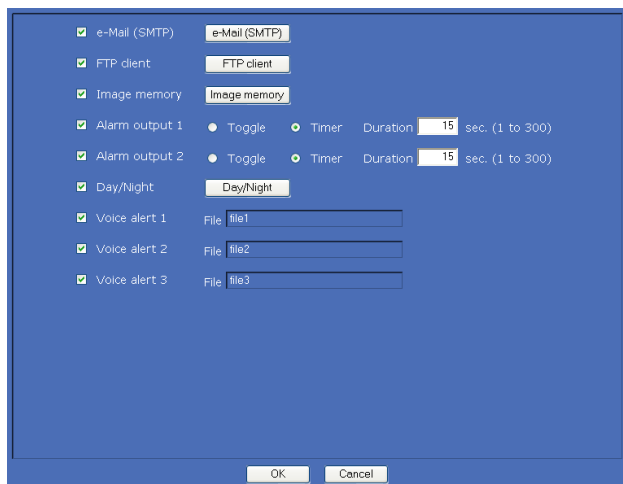 e-Mail (SMTP) e-Mail (SMTP)
FTP client FTP client
Image memory Image memory
Alarm output 1 Toggle Timer Duration 15 sec. (1 to 300)
Alarm output 2 Toggle Timer Duration 15 sec. (1 to 300)
Day/Night Day/Night
Voice alert 1 File file1
Voice alert 2 File file2
Voice alert 3 File file3
OK Cancel